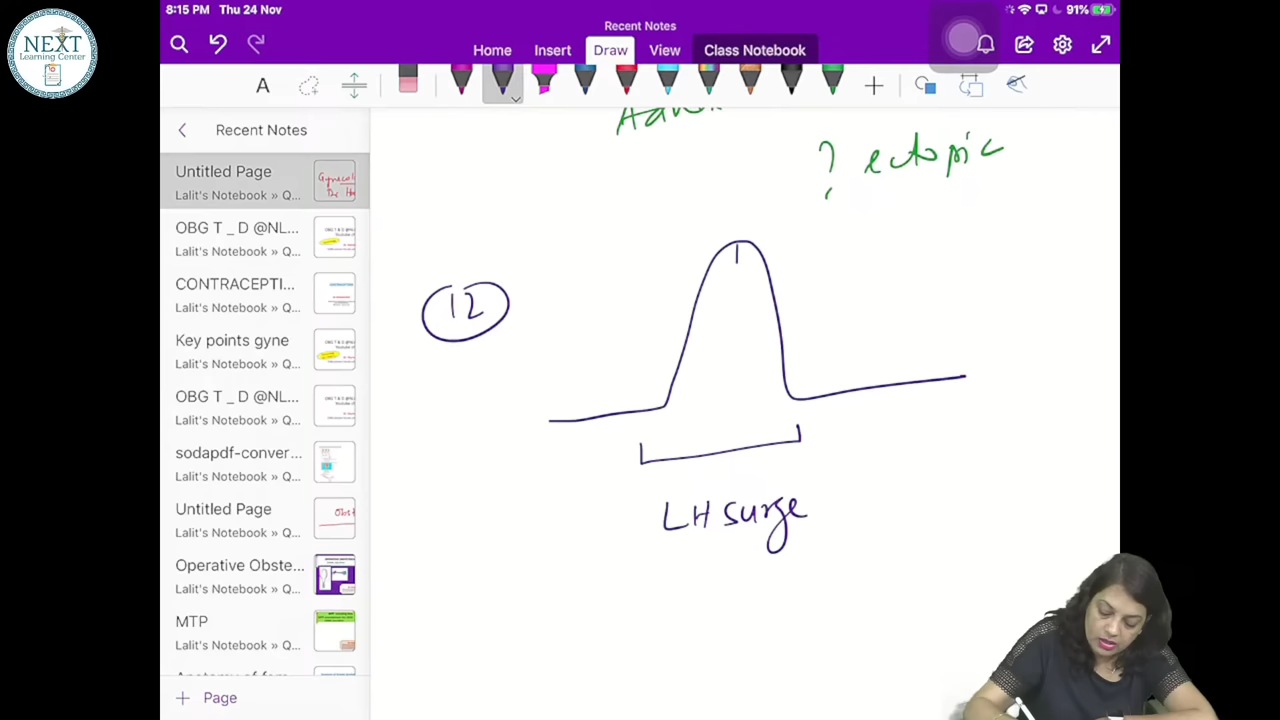 8:15 PM Thu 24 Nov
91%
NEXT
Learning Center
Recent Notes
Home Insert Draw View Class Notebook
A
Recent Notes
Untitled Page
Lalit's Notebook » Q...
Gynecol
OBG T _ D @NL...
Lalit's Notebook » Q...
CONTRACEPTI...
Lalit's Notebook » Q...
Key points gyne
Lalit's Notebook » Q...
OBG T _ D @NL...
Lalit's Notebook » Q...
sodapdf-conver...
Lalit's Notebook » Q...
Untitled Page
Lalit's Notebook » Q...
Operative Obste...
Lalit's Notebook » Q...
MTP
Lalit's Notebook » Q...
+ Page
? ectopic
12
LH surge